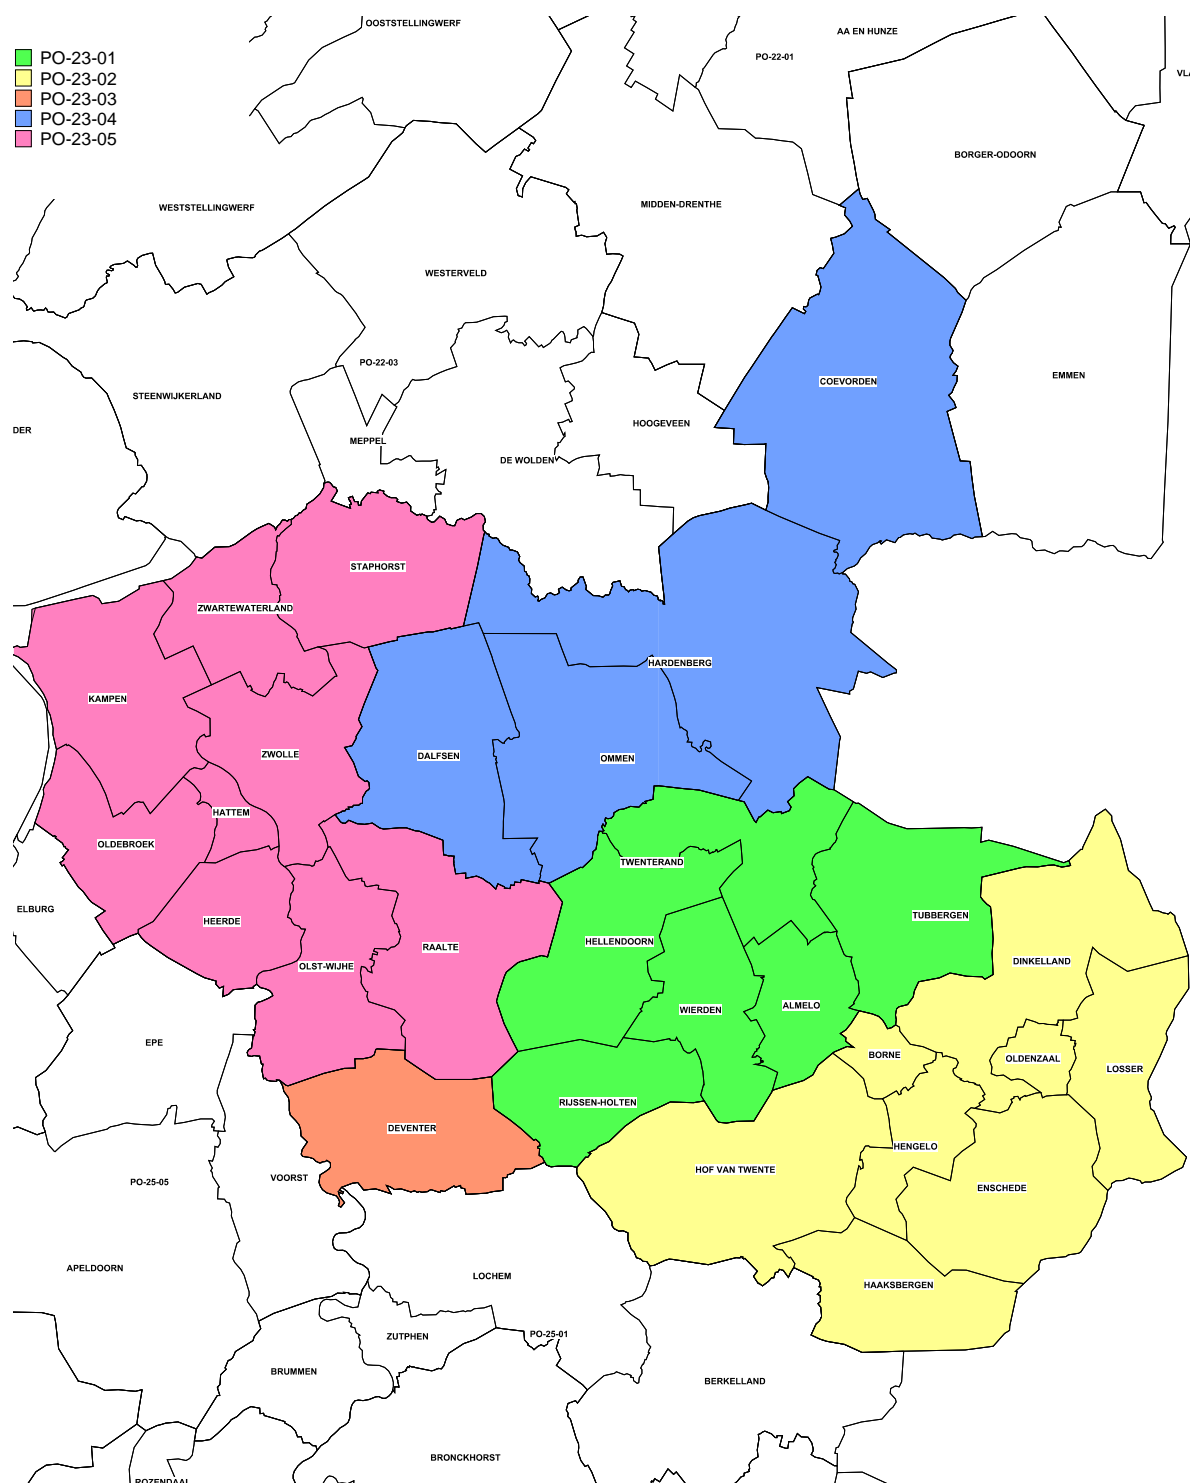 OOSTSTELLINGWERF
AA EN HUNZE
PO-22-01
VLA
PO-23-01
PO-23-02
PO-23-03
PO-23-04
PO-23-05
BORGER-ODOORN
WESTSTELLINGWERF
MIDDEN-DRENTHE
WESTERVELD
PO-22-03
EMMEN
COEVORDEN
STEENWIJKERLAND
HOOGEVEEN
DER
MEPPEL
DE WOLDEN
STAPHORST
ZWARTEWATERLAND
HARDENBERG
KAMPEN
ZWOLLE
DALFSEN
OMMEN
HATTEM
OLDEBROEK
TWENTERAND
ELBURG
HEERDE
TUBBERGEN
HELLENDOORN
RAALTE
OLST-WIJHE
DINKELLAND
WIERDEN
ALMELO
EPE
BORNE
OLDENZAAL
LOSSER
RIJSSEN-HOLTEN
DEVENTER
HENGELO
HOF VAN TWENTE
VOORST
PO-25-05
ENSCHEDE
APELDOORN
LOCHEM
HAAKSBERGEN
PO-25-01
ZUTPHEN
BRUMMEN
BERKELLAND
BRONCKHORST
ROZENDAAL